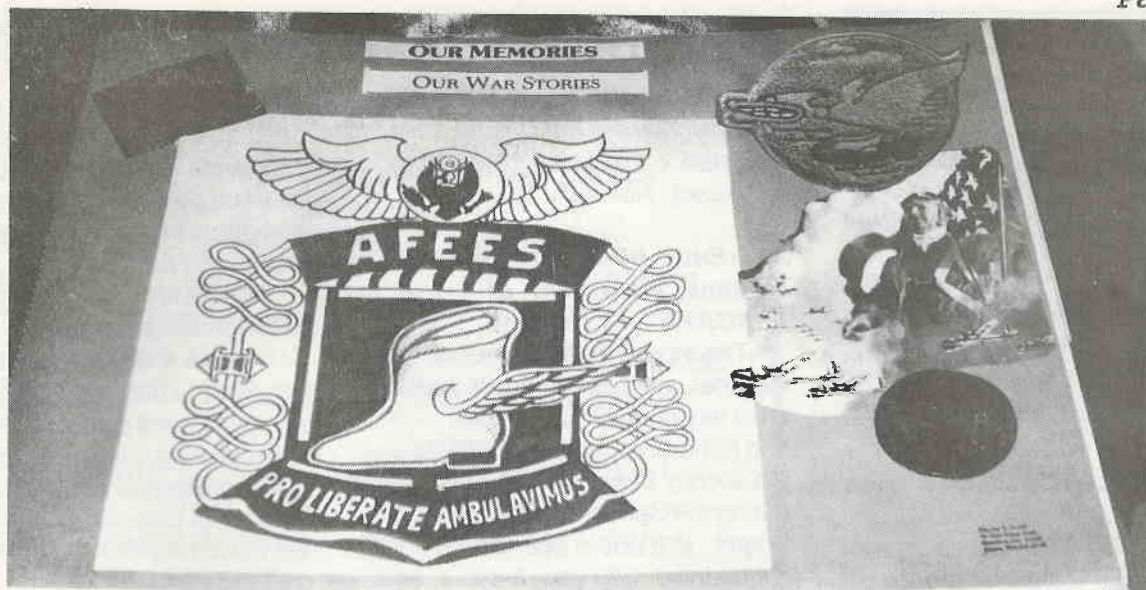 OUR MEMORIES
OUR WAR STORIES
AFEES
PRO LIBERATE AMBULAVIMUS